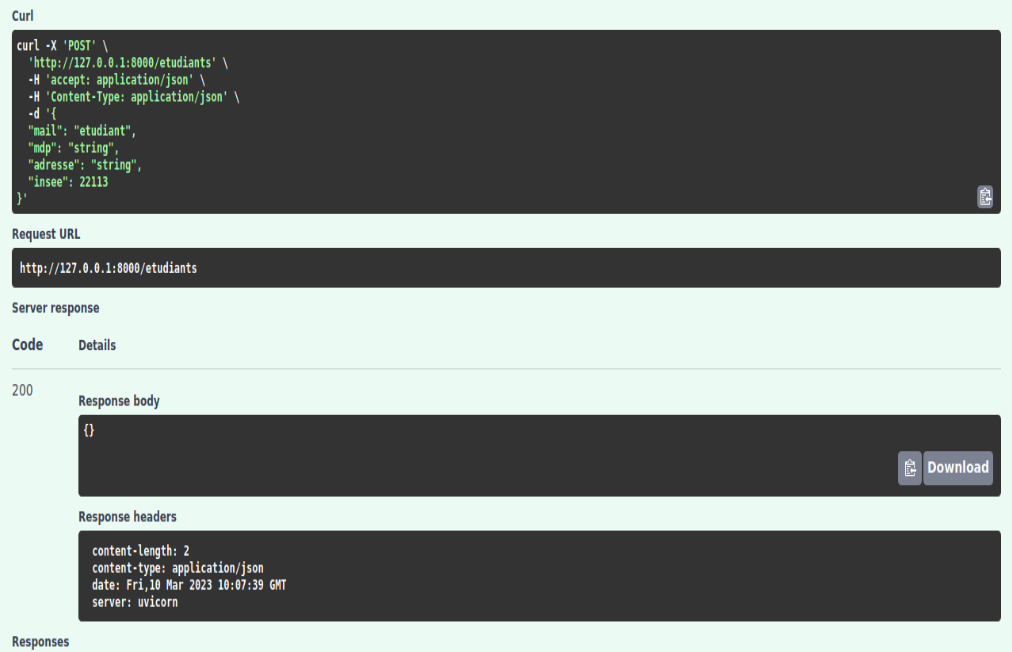 Curl
curl -X 'POST' \
'http://127.0.0.1:8000/etudiants' \
-H 'accept: application/json' \
-H 'Content-Type: application/json' \
-d '{
"mail": "etudiant",
"mdp": "string",
"adresse": "string",
"insee": 22113
}'
Request URL
http://127.0.0.1:8000/etudiants
Server response
Code Details
200
Response body
{}
Download
Response headers
content-length: 2
content-type: application/json
date: Fri,10 Mar 2023 10:07:39 GMT
server: uvicorn
Responses